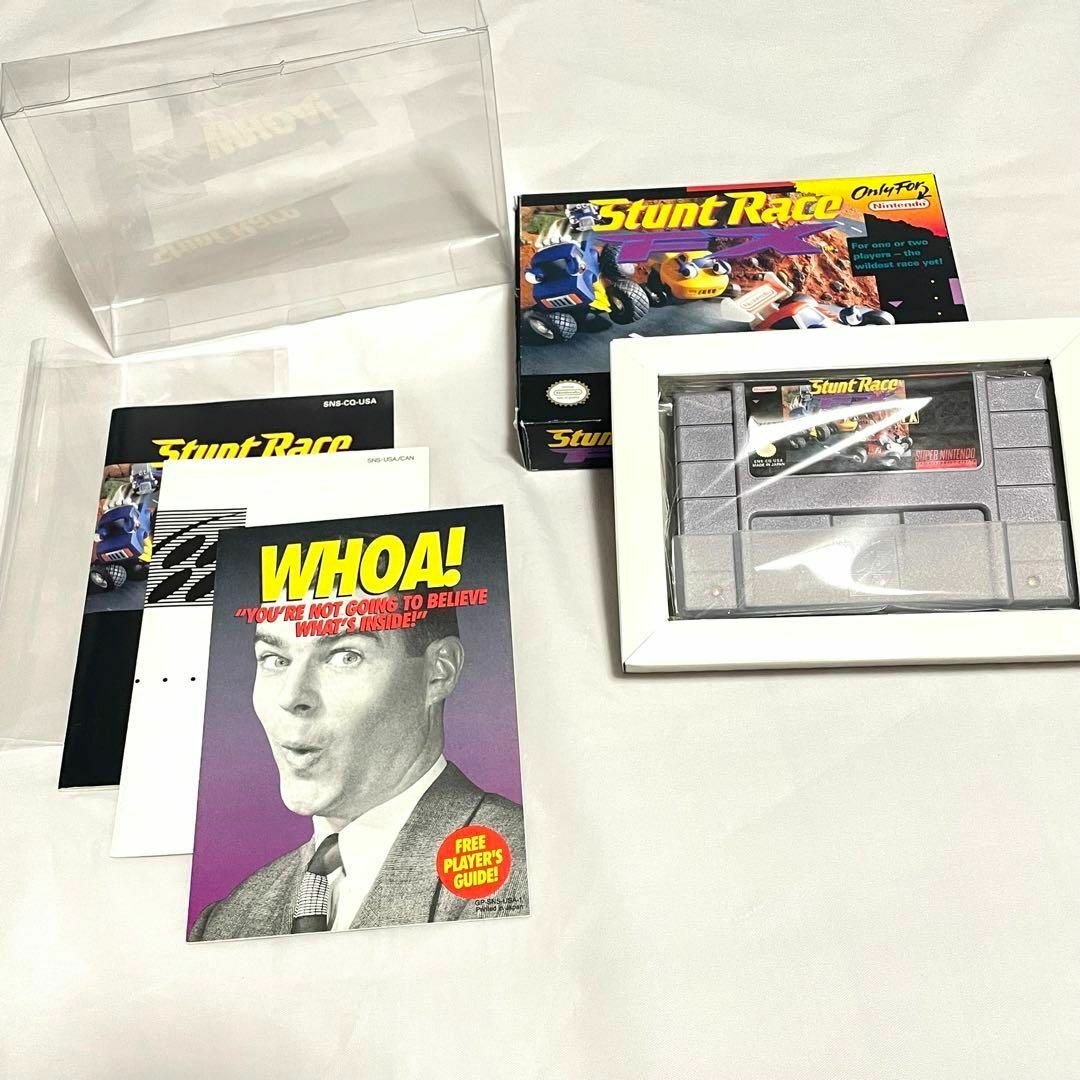 Stunt Race
FX
Only For
Nintendo
For one or two
players – the
wildest race yet!
Stunt
SNS-CQ-USA
Stunt Race
SNS-USA/CAN
WHOA!
"YOU'RE NOT GOING TO BELIEVE
WHAT'S INSIDE!"
FREE
PLAYER'S
GUIDE!
GP-SNS-USA-1
Printed in Japan
Nintendo
Stunt Race
FX
SNS-CQ-USA
MADE IN JAPAN
SUPER NINTENDO